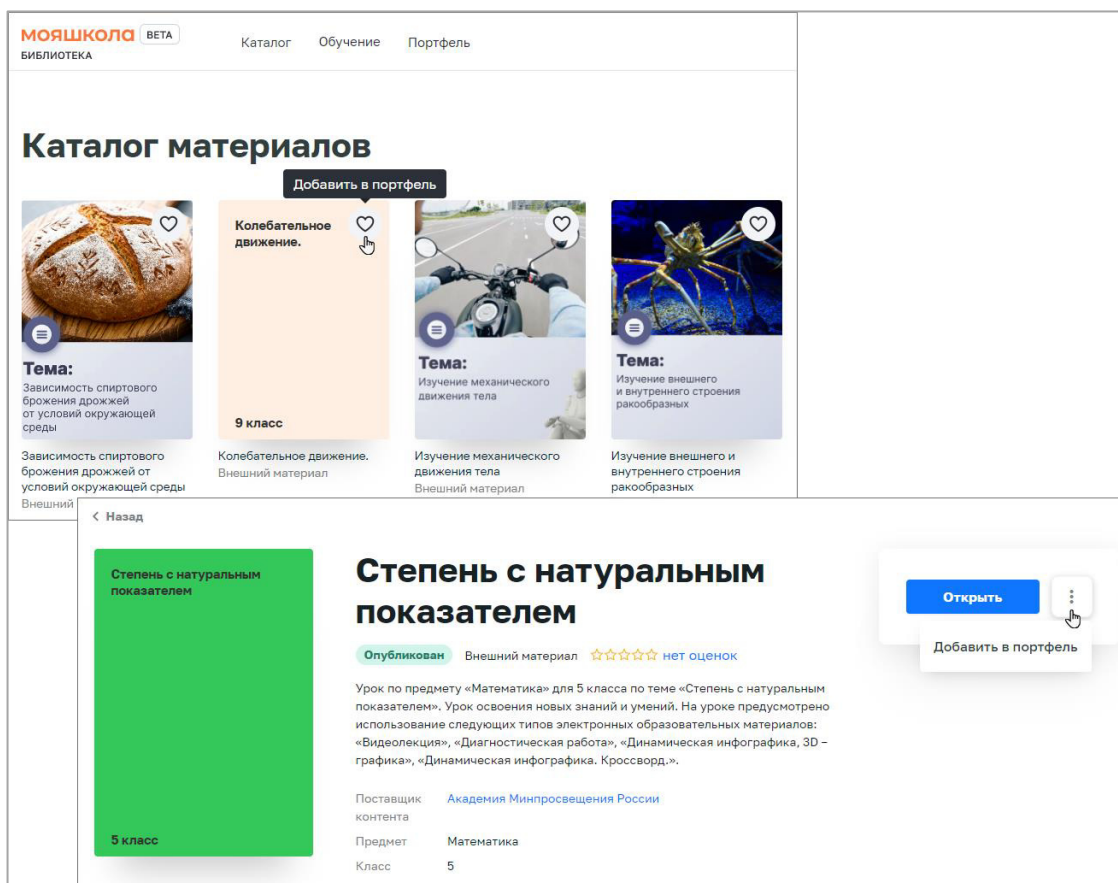 мояшкола BETA
БИБЛИОТЕКА
Каталог Обучение Портфель
Каталог материалов
Добавить в портфель
Тема:
Зависимость спиртового
брожения дрожжей
от условий окружающей
среды
Зависимость спиртового
брожения дрожжей от
условий окружающей среды
Внешний
Колебательное
движение.
9 класс
Колебательное движение.
Внешний материал
Тема:
Изучение механического
движения тела
Изучение механического
движения тела
Внешний материал
Тема:
Изучение внешнего
и внутреннего строения
ракообразных
Изучение внешнего и
внутреннего строения
ракообразных
Назад
Степень с натуральным
показателем
5 класс
Степень с натуральным
показателем
Опубликован Внешний материал нет оценок
Урок по предмету «Математика» для 5 класса по теме «Степень с натуральным
показателем». Урок освоения новых знаний и умений. На уроке предусмотрено
использование следующих типов электронных образовательных материалов:
«Видеолекция», «Диагностическая работа», «Динамическая инфографика, 3D –
графика», «Динамическая инфографика. Кроссворд.».
Поставщик Академия Минпросвещения России
контента
Предмет Математика
Класс 5
Открыть
Добавить в портфель